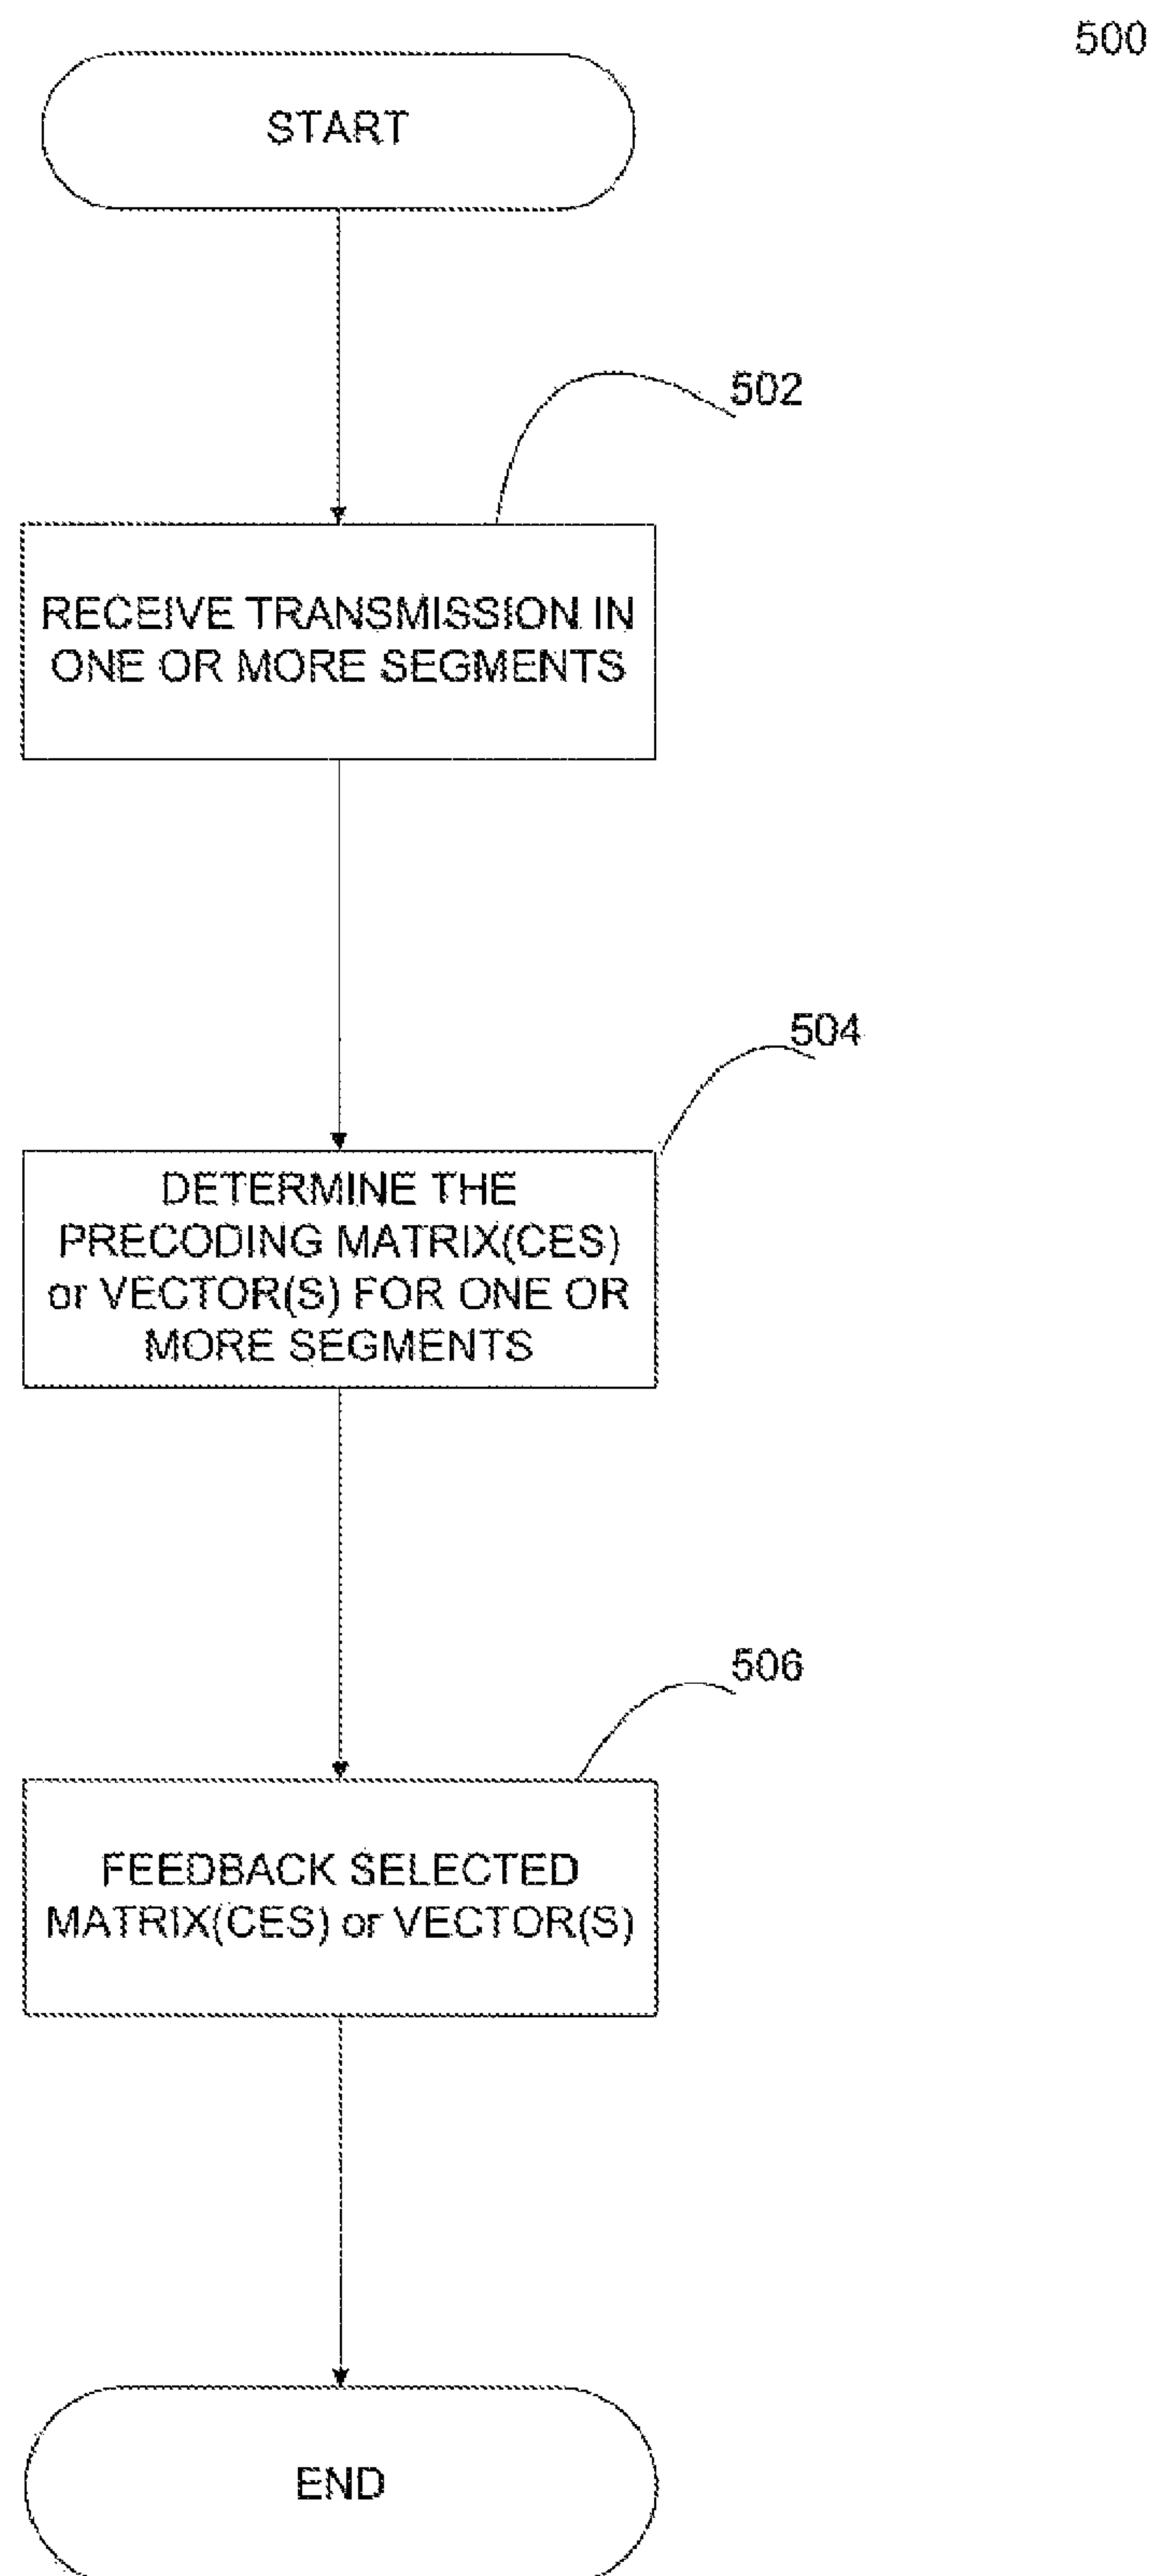 500
START
502
RECEIVE TRANSMISSION IN
ONE OR MORE SEGMENTS
504
DETERMINE THE
PRECODING MATRIX(CES)
or VECTOR(S) FOR ONE OR
MORE SEGMENTS
506
FEEDBACK SELECTED
MATRIX(CES) or VECTOR(S)
END